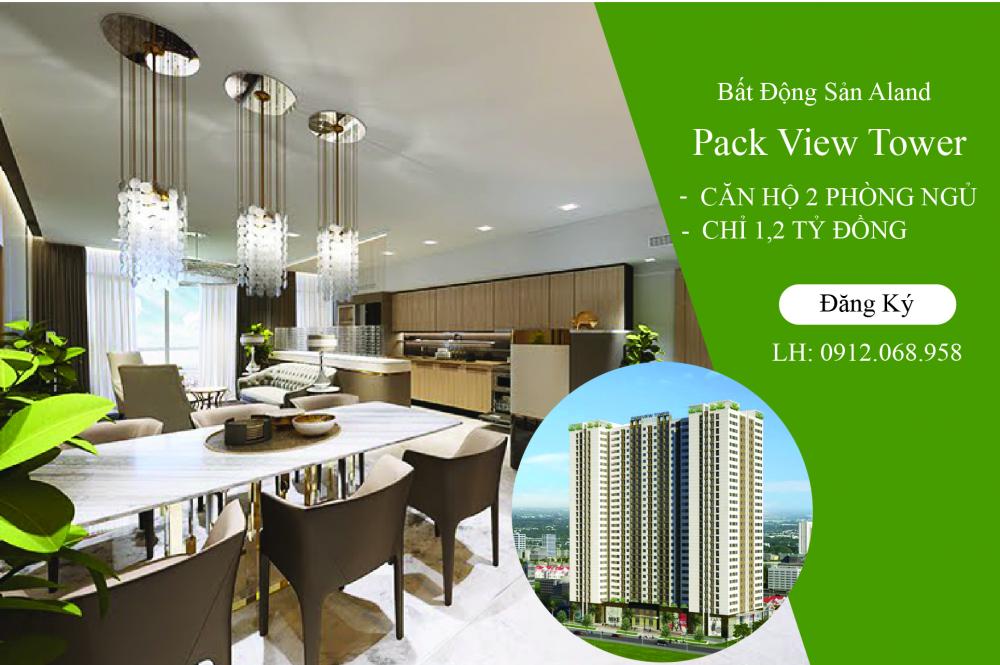 Bất Động Sản Aland
Pack View Tower
- CĂN HỘ 2 PHÒNG NGỦ
- CHỈ 1,2 TỶ ĐỒNG
Đăng Ký
LH: 0912.068.958